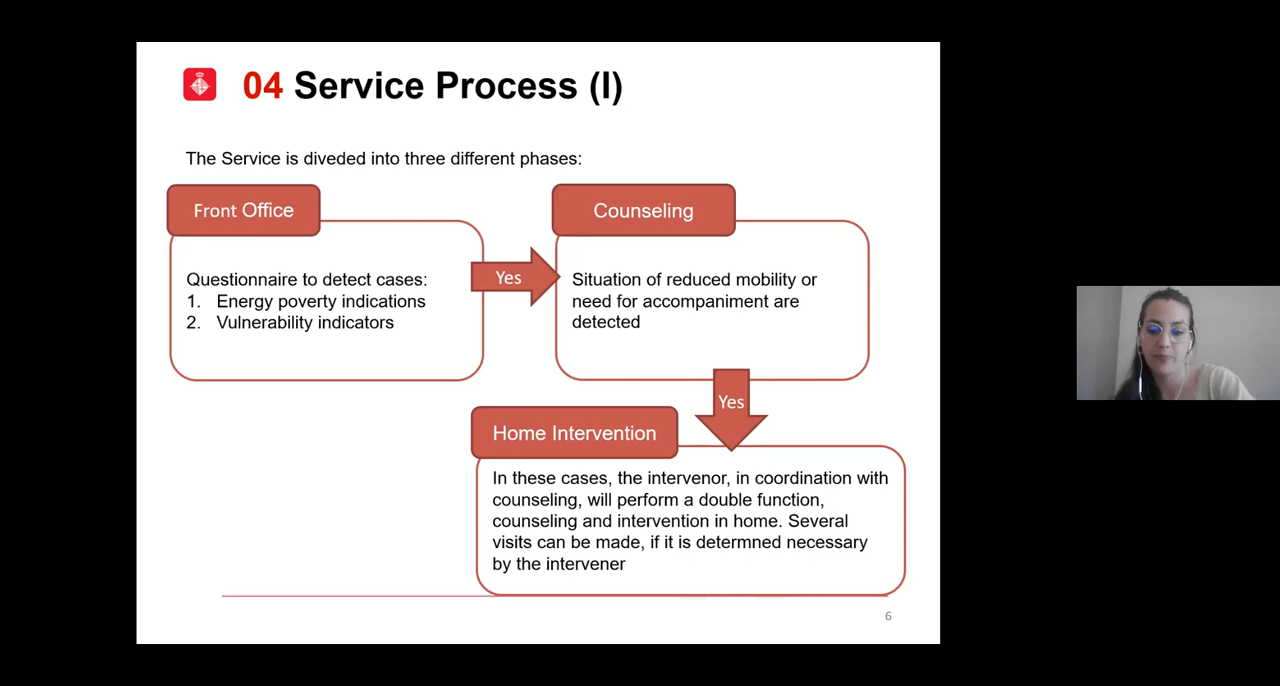 04 Service Process (I)
The Service is diveded into three different phases:
Front Office
Questionnaire to detect cases:
1. Energy poverty indications
2. Vulnerability indicators
Yes
Counseling
Situation of reduced mobility or
need for accompaniment are
detected
Yes
Home Intervention
In these cases, the intervenor, in coordination with
counseling, will perform a double function,
counseling and intervention in home. Several
visits can be made, if it is determned necessary
by the intervener
6